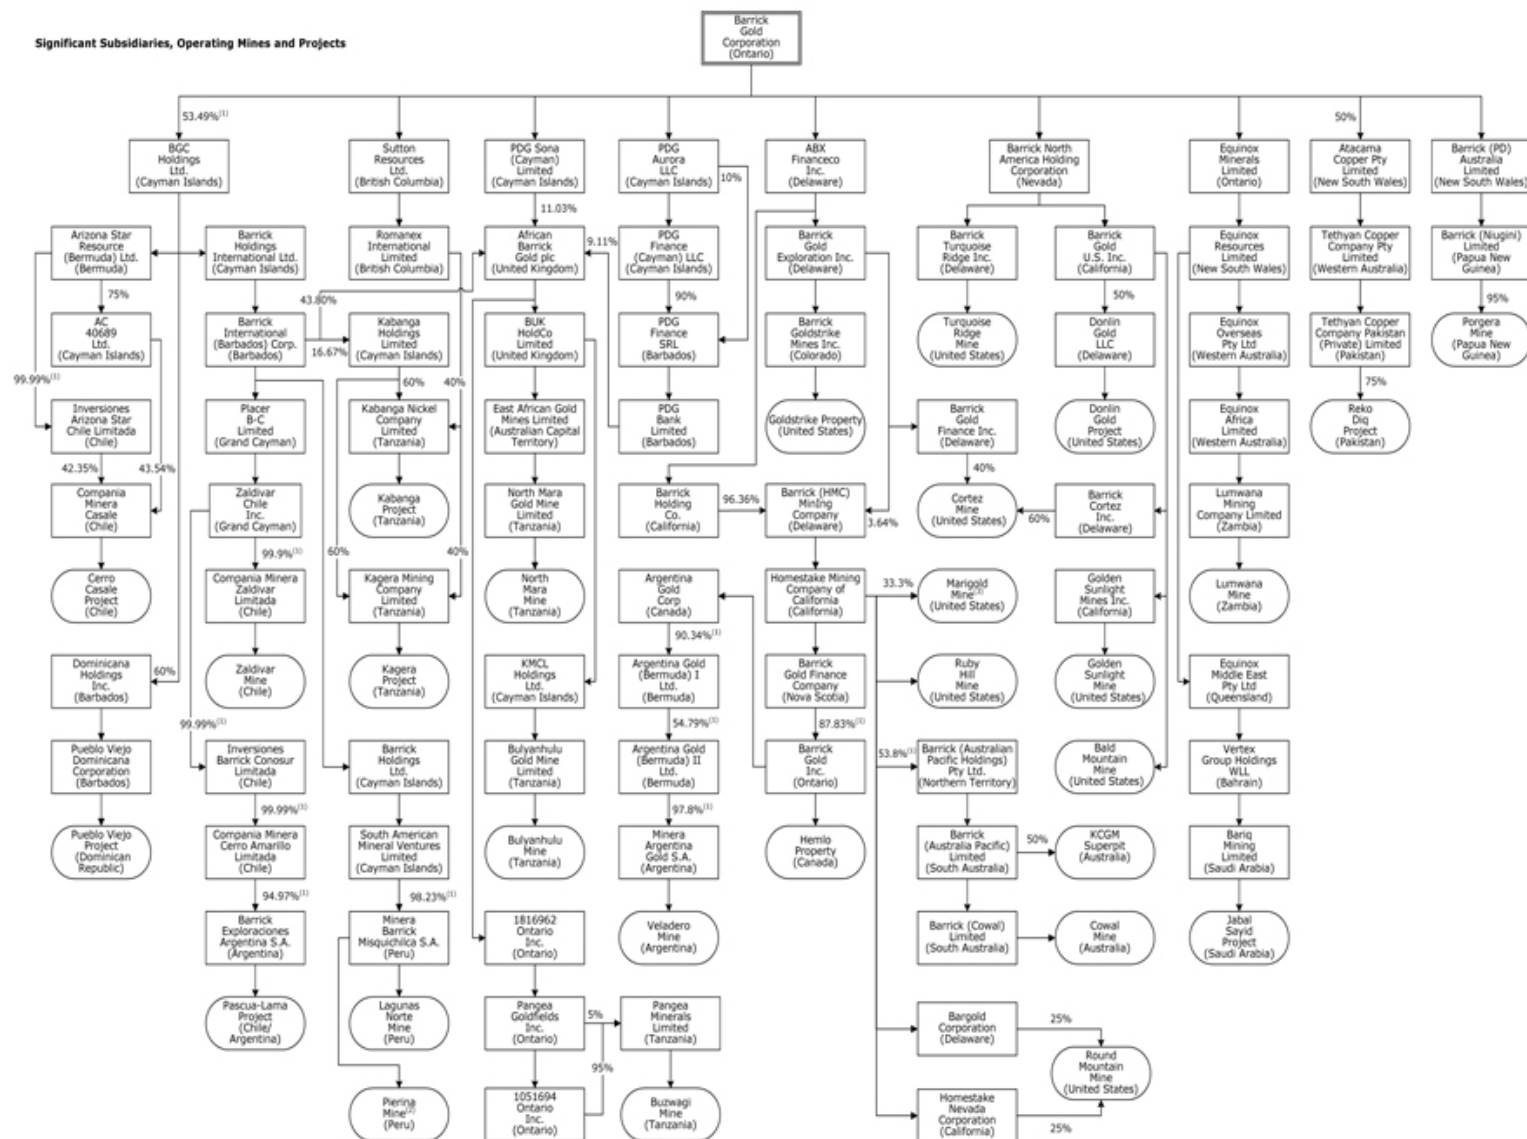 Barrick
Gold
Corporation
(Ontario)
Significant Subsidiaries, Operating Mines and Projects
53.49%(1)
50%
BGC
Holdings
Ltd.
(Cayman Islands)
Sutton
Resources
Ltd.
(British Columbia)
PDG Sona
(Cayman)
Limited
(Cayman Islands)
PDG
Aurora
LLC
(Cayman Islands)
10%
ABX
Financeco
Inc.
(Delaware)
Barrick North
America Holding
Corporation
(Nevada)
Equinox
Minerals
Limited
(Ontario)
Atacama
Copper Pty
Limited
(New South Wales)
Barrick (PD)
Australia
Limited
(New South Wales)
11.03%
Arizona Star
Resource
(Bermuda) Ltd.
(Bermuda)
Barrick
Holdings
International Ltd.
(Cayman Islands)
Romanex
International
Limited
(British Columbia)
African
Barrick
Gold plc
(United Kingdom)
9.11%
PDG
Finance
(Cayman) LLC
(Cayman Islands)
Barrick
Gold
Exploration Inc.
(Delaware)
Barrick
Turquoise
Ridge Inc.
(Delaware)
Barrick
Gold
U.S. Inc.
(California)
Equinox
Resources
Limited
(New South Wales)
Tethyan Copper
Company Pty
Limited
(Western Australia)
Barrick (Niugini)
Limited
(Papua New
Guinea)
75%
43.80%
90%
50%
95%
AC
40689
Ltd.
(Cayman Islands)
Barrick
International
(Barbados) Corp.
(Barbados)
16.67%
Kabanga
Holdings
Limited
(Cayman Islands)
BUK
HoldCo
Limited
(United Kingdom)
PDG
Finance
SRL
(Barbados)
Barrick
Goldstrike
Mines Inc.
(Colorado)
Turquoise
Ridge
Mine
(United States)
Donlin
Gold
LLC
(Delaware)
Equinox
Overseas
Pty Ltd
(Western Australia)
Tethyan Copper
Company Pakistan
(Private) Limited
(Pakistan)
Porgera
Mine
(Papua New
Guinea)
99.99%(1)
60%
40%
75%
Inversiones
Arizona Star
Chile Limitada
(Chile)
Placer
B-C
Limited
(Grand Cayman)
Kabanga Nickel
Company
Limited
(Tanzania)
East African Gold
Mines Limited
(Australian Capital
Territory)
PDG
Bank
Limited
(Barbados)
Goldstrike Property
(United States)
Barrick
Gold
Finance Inc.
(Delaware)
Donlin
Gold
Project
(United States)
Equinox
Africa
Limited
(Western Australia)
Reko
Diq
Project
(Pakistan)
42.35%
43.54%
40%
Compania
Minera
Casale
(Chile)
Zaldivar
Chile
Inc.
(Grand Cayman)
Kabanga
Project
(Tanzania)
North Mara
Gold Mine
Limited
(Tanzania)
Barrick
Holding
Co.
(California)
96.36%
Barrick (HMC)
MinIng
Company
(Delaware)
3.64%
Cortez
Mine
(United States)
60%
Barrick
Cortez
Inc.
(Delaware)
Lumwana
Mining
Company Limited
(Zambia)
99.9%(1)
60%
40%
Cerro
Casale
Project
(Chile)
Compania Minera
Zaldivar
Limitada
(Chile)
Kagera Mining
Company
Limited
(Tanzania)
North
Mara
Mine
(Tanzania)
Argentina
Gold
Corp
(Canada)
Homestake Mining
Company of
California
(California)
33.3%
Marigold
Mine(2)
(United States)
Golden
Sunlight
Mines Inc.
(California)
Lumwana
Mine
(Zambia)
90.34%(1)
Dominicana
Holdings
Inc.
(Barbados)
60%
Zaldivar
Mine
(Chile)
Kagera
Project
(Tanzania)
KMCL
Holdings
Ltd.
(Cayman Islands)
Argentina Gold
(Bermuda) I
Ltd.
(Bermuda)
Barrick
Gold Finance
Company
(Nova Scotia)
Ruby
Hill
Mine
(United States)
Golden
Sunlight
Mine
(United States)
Equinox
Middle East
Pty Ltd
(Queensland)
99.99%(1)
54.79%(1)
87.83%(1)
Pueblo Viejo
Dominicana
Corporation
(Barbados)
Inversiones
Barrick Conosur
Limitada
(Chile)
Barrick
Holdings
Ltd.
(Cayman Islands)
Bulyanhulu
Gold Mine
Limited
(Tanzania)
Argentina Gold
(Bermuda) II
Ltd.
(Bermuda)
Barrick
Gold
Inc.
(Ontario)
53.8%(1)
Barrick (Australian
Pacific Holdings)
Pty Ltd.
(Northern Territory)
Bald
Mountain
Mine
(United States)
Vertex
Group Holdings
WLL
(Bahrain)
99.99%(1)
97.8%(1)
Pueblo Viejo
Project
(Dominican
Republic)
Compania Minera
Cerro Amarillo
Limitada
(Chile)
South American
Mineral Ventures
Limited
(Cayman Islands)
Bulyanhulu
Mine
(Tanzania)
Minera
Argentina
Gold S.A.
(Argentina)
Hemlo
Property
(Canada)
Barrick
(Australia Pacific)
Limited
(South Australia)
50%
KCGM
Superpit
(Australia)
Bariq
Mining
Limited
(Saudi Arabia)
94.97%(1)
98.23%(1)
Barrick
Exploraciones
Argentina S.A.
(Argentina)
Minera
Barrick
Misquichilca S.A.
(Peru)
1816962
Ontario
Inc.
(Ontario)
Veladero
Mine
(Argentina)
Barrick (Cowal)
Limited
(South Australia)
Cowal
Mine
(Australia)
Jabal
Sayid
Project
(Saudi Arabia)
Pascua-Lama
Project
(Chile/
Argentina)
Lagunas
Norte
Mine
(Peru)
Pangea
Goldfields
Inc.
(Ontario)
5%
Pangea
Minerals
Limited
(Tanzania)
Bargold
Corporation
(Delaware)
25%
95%
Round
Mountain
Mine
(United States)
Pierina
Mine(2)
(Peru)
1051694
Ontario
Inc.
(Ontario)
Buzwagi
Mine
(Tanzania)
Homestake
Nevada
Corporation
(California)
25%